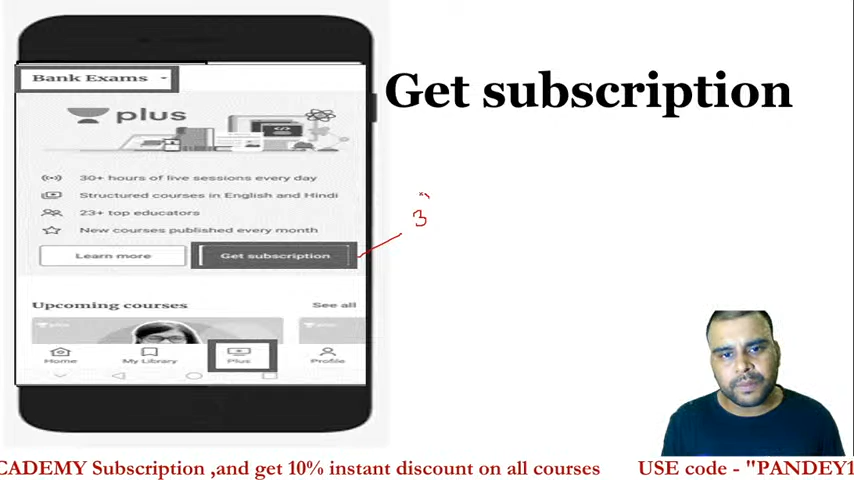 Get subscription
Bank Exams
plus
30+ hours of live sessions every day
Structured courses in English and Hindi
23+ top educators
New courses published every month
Learn more
Get subscription
3
Upcoming courses
See all
plus
plus
Home
My Library
Plus
Profile
CADEMY Subscription ,and get 10% instant discount on all courses
USE code - "PANDEY1